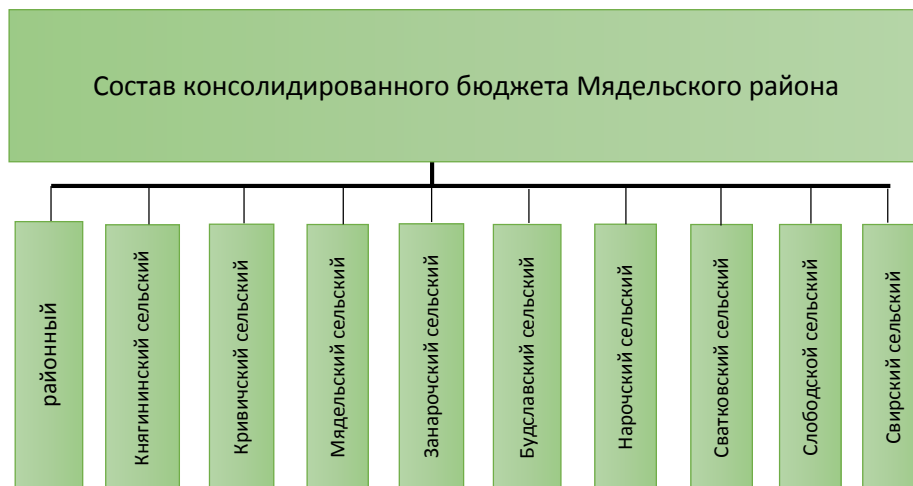 Состав консолидированного бюджета Мядельского района
районный
Княгининский сельский
Кривичский сельский
Мядельский сельский
Занарочский сельский
Будславский сельский
Нарочский сельский
Сватковский сельский
Слободской сельский
Свирский сельский